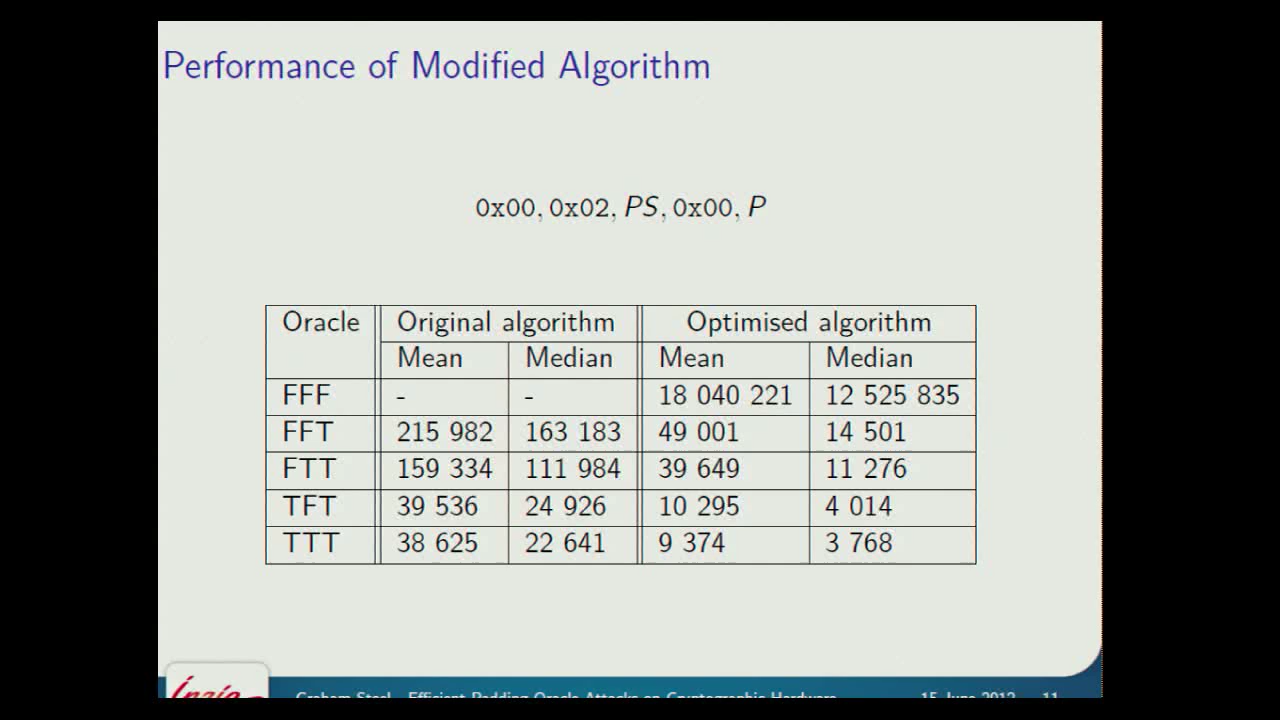 Performance of Modified Algorithm
0x00, 0x02, PS, 0x00, P
Oracle Original algorithm Optimised algorithm
Mean Median Mean Median
FFF - - 18 040 221 12 525 835
FFT 215 982 163 183 49 001 14 501
FTT 159 334 111 984 39 649 11 276
TFT 39 536 24 926 10 295 4 014
TTT 38 625 22 641 9 374 3 768
Inria
Graham Steel - Efficient Padding Oracle Attacks on Cryptographic Hardware 15 June 2012 11